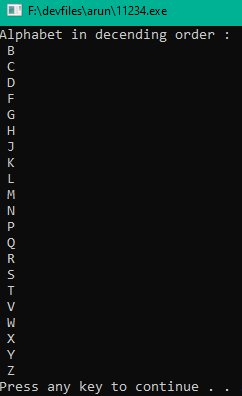 F:\devfiles\arun\11234.exe
Alphabet in decending order :
B
C
D
F
G
H
J
K
L
M
N
P
Q
R
S
T
V
W
X
Y
Z
Press any key to continue . .